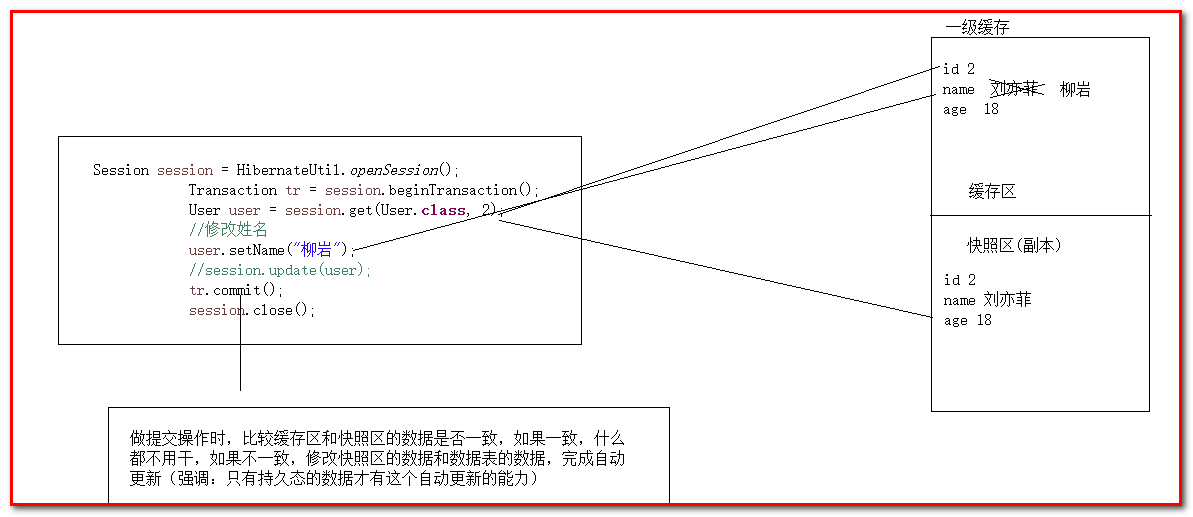 一级缓存
id 2
name 刘亦菲 柳岩
age 18
缓存区
快照区(副本)
id 2
name 刘亦菲
age 18
Session session = HibernateUtil.openSession();
Transaction tr = session.beginTransaction();
User user = session.get(User.class, 2);
//修改姓名
user.setName("柳岩");
//session.update(user);
tr.commit();
session.close();
做提交操作时，比较缓存区和快照区的数据是否一致，如果一致，什么
都不用干，如果不一致，修改快照区的数据和数据表的数据，完成自动
更新（强调：只有持久态的数据才有这个自动更新的能力）